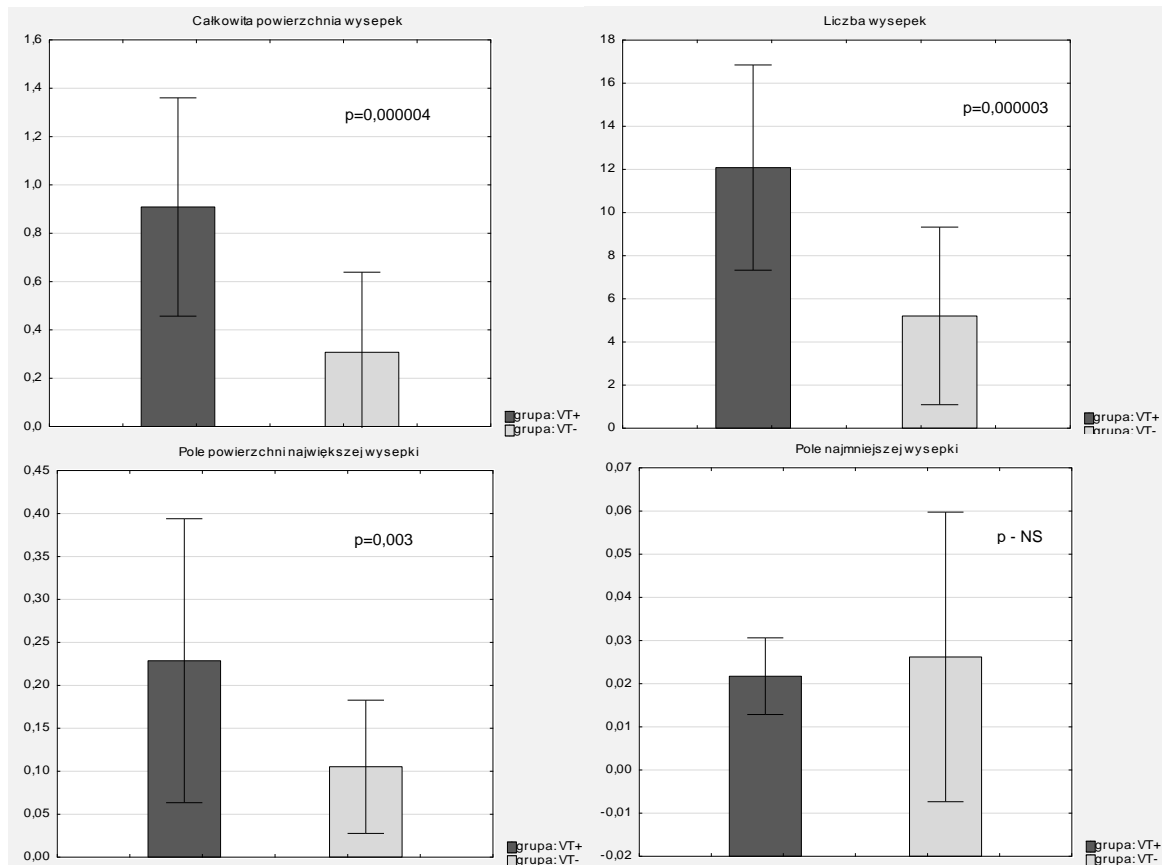 Całkowita powierzchnia wysepek
1,6
1,4
1,2
1,0
0,8
0,6
0,4
0,2
0,0
p=0,000004
grupa: VT+
grupa: VT-
Liczba wysepek
18
16
14
12
10
8
6
4
2
0
p=0,000003
grupa: VT+
grupa: VT-
Pole powierzchni największej wysepki
0,45
0,40
0,35
0,30
0,25
0,20
0,15
0,10
0,05
0,00
p=0,003
grupa: VT+
grupa: VT-
Pole najmniejszej wysepki
0,07
0,06
0,05
0,04
0,03
0,02
0,01
0,00
-0,01
-0,02
p - NS
grupa: VT+
grupa: VT-